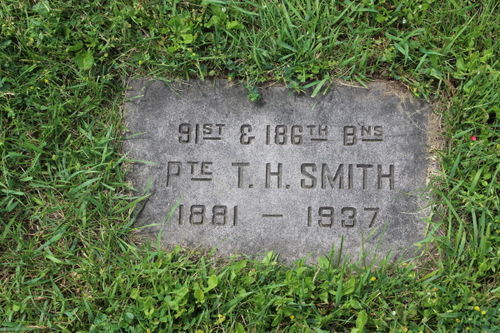 91ST & 186TH BNS
PTE T. H. SMITH
1881 - 1937